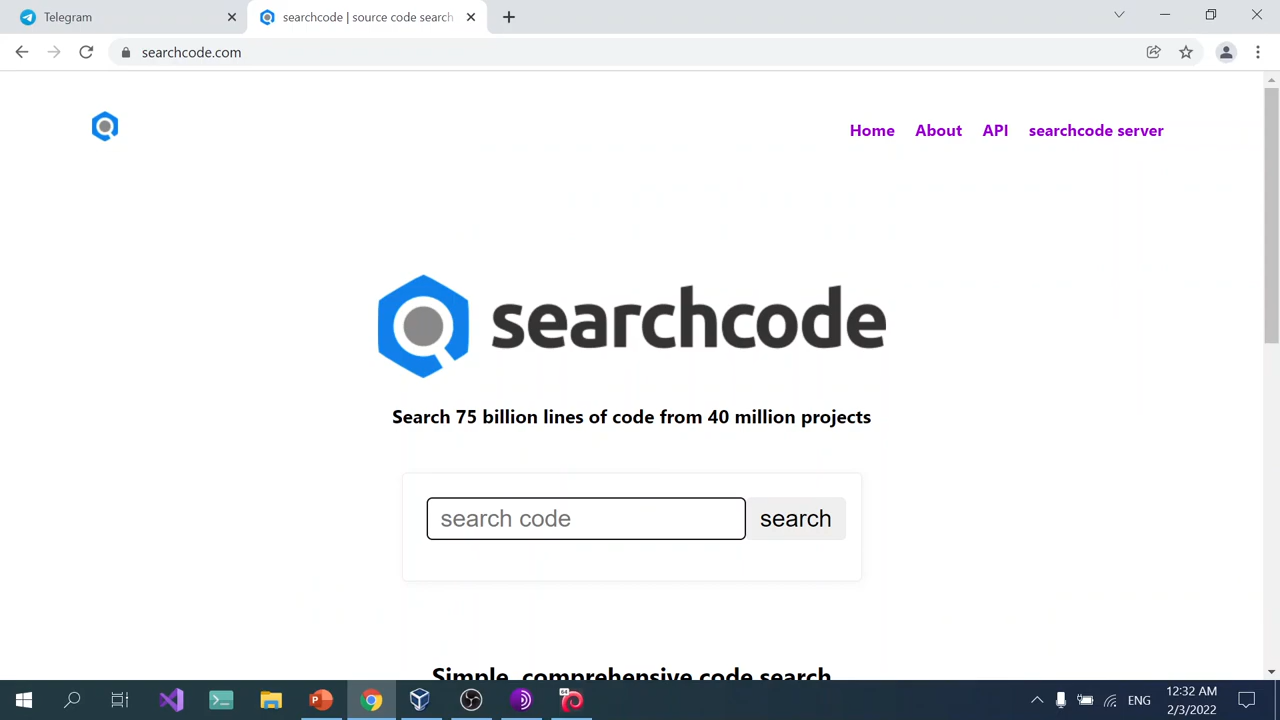 Telegram
searchcode | source code search
searchcode.com
Home About API searchcode server
searchcode
Search 75 billion lines of code from 40 million projects
search code search
Simple, comprehensive code search
64
ENG
12:32 AM
2/3/2022